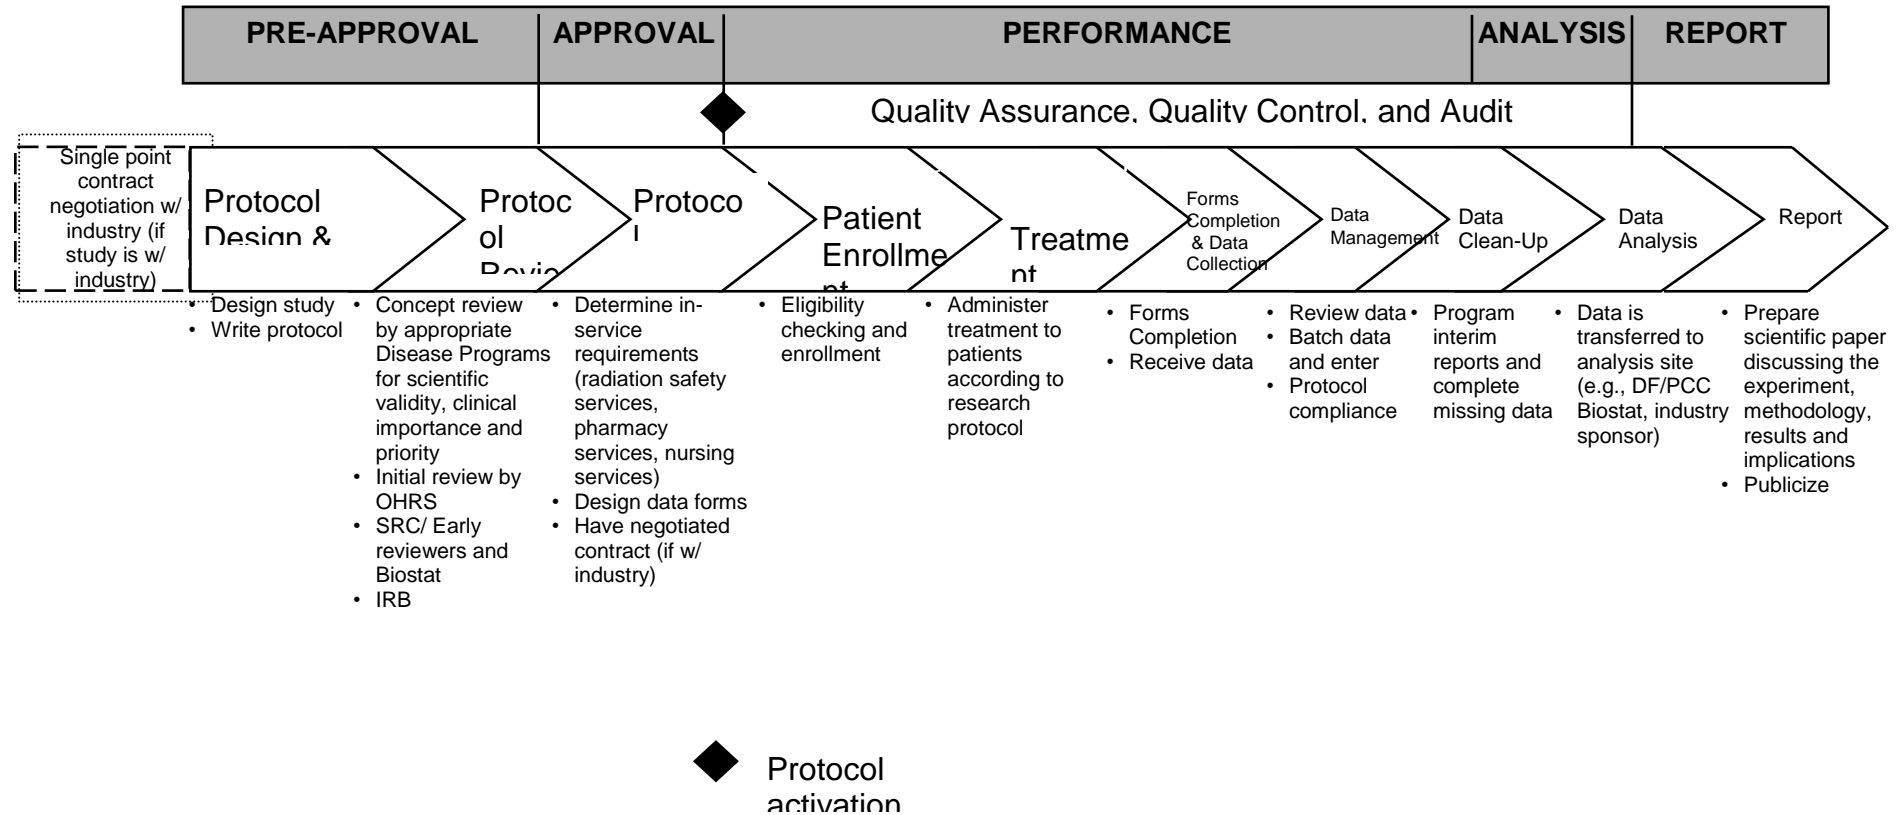 PRE-APPROVAL
APPROVAL
PERFORMANCE
ANALYSIS
REPORT
Quality Assurance, Quality Control, and Audit
Single point
contract
negotiation w/
industry (if
study is w/
industry)
Protocol
Design &
Protoc
ol
Revie
Protoco
l
Patient
Enrollme
nt
Treatme
nt
Forms
Completion
& Data
Collection
Data
Management
Data
Clean-Up
Data
Analysis
Report
• Design study
• Write protocol
• Concept review
by appropriate
Disease Programs
for scientific
validity, clinical
importance and
priority
• Initial review by
OHRS
• SRC/ Early
reviewers and
Biostat
• IRB
• Determine in-
service
requirements
(radiation safety
services,
pharmacy
services, nursing
services)
• Design data forms
• Have negotiated
contract (if w/
industry)
• Eligibility
checking and
enrollment
• Administer
treatment to
patients
according to
research
protocol
• Forms
Completion
• Receive data
• Review data
• Batch data
and enter
• Protocol
compliance
• Program
interim
reports and
complete
missing data
• Data is
transferred to
analysis site
(e.g., DF/PCC
Biostat, industry
sponsor)
• Prepare
scientific paper
discussing the
experiment,
methodology,
results and
implications
• Publicize
Protocol
activation